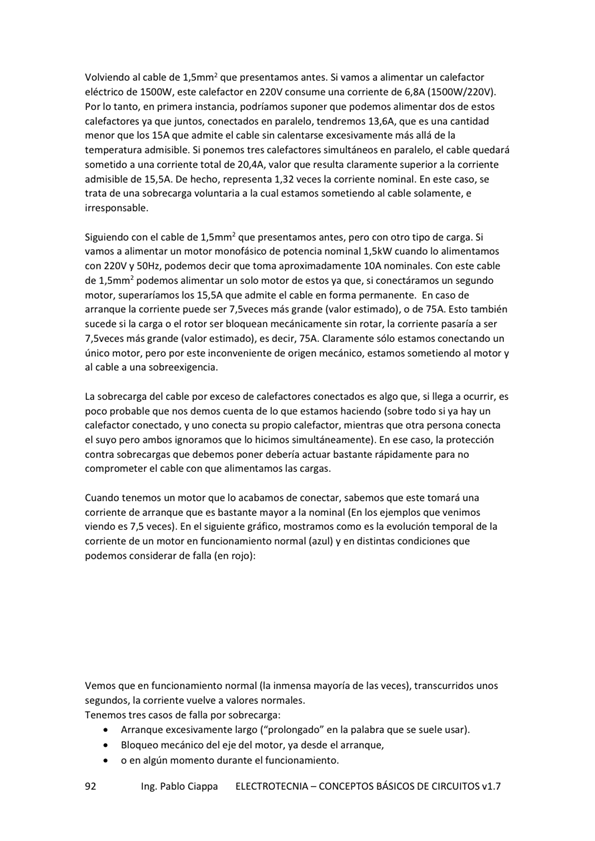 Volviendo al cable de 1,5mm² que presentamos antes. Si vamos a alimentar un calefactor
eléctrico de 1500W, este calefactor en 220V consume una corriente de 6,8A (1500W/220V).
Por lo tanto, en primera instancia, podríamos suponer que podemos alimentar dos de estos
calefactores ya que juntos, conectados en paralelo, tendremos 13,6A, que es una cantidad
menor que los 15A que admite el cable sin calentarse excesivamente más allá de la
temperatura admisible. Si ponemos tres calefactores simultáneos en paralelo, el cable quedará
sometido a una corriente total de 20,4A, valor que resulta claramente superior a la corriente
admisible de 15,5A. De hecho, representa 1,32 veces la corriente nominal. En este caso, se
trata de una sobrecarga voluntaria a la cual estamos sometiendo al cable solamente, e
irresponsable.
Siguiendo con el cable de 1,5mm² que presentamos antes, pero con otro tipo de carga. Si
vamos a alimentar un motor monofásico de potencia nominal 1,5kW cuando lo alimentamos
con 220V y 50Hz, podemos decir que toma aproximadamente 10A nominales. Con este cable
de 1,5mm² podemos alimentar un solo motor de estos ya que, si conectáramos un segundo
motor, superaríamos los 15,5A que admite el cable en forma permanente. En caso de
arranque la corriente puede ser 7,5veces más grande (valor estimado), o de 75A. Esto también
sucede si la carga o el rotor ser bloquean mecánicamente sin rotar, la corriente pasaría a ser
7,5veces más grande (valor estimado), es decir, 75A. Claramente sólo estamos conectando un
único motor, pero por este inconveniente de origen mecánico, estamos sometiendo al motor y
al cable a una sobreexigencia.
La sobrecarga del cable por exceso de calefactores conectados es algo que, si llega a ocurrir, es
poco probable que nos demos cuenta de lo que estamos haciendo (sobre todo si ya hay un
calefactor conectado, y uno conecta su propio calefactor, mientras que otra persona conecta
el suyo pero ambos ignoramos que lo hicimos simultáneamente). En ese caso, la protección
contra sobrecargas que debemos poner debería actuar bastante rápidamente para no
comprometer el cable con que alimentamos las cargas.
Cuando tenemos un motor que lo acabamos de conectar, sabemos que este tomará una
corriente de arranque que es bastante mayor a la nominal (En los ejemplos que venimos
viendo es 7,5 veces). En el siguiente gráfico, mostramos como es la evolución temporal de la
corriente de un motor en funcionamiento normal (azul) y en distintas condiciones que
podemos considerar de falla (en rojo):
Vemos que en funcionamiento normal (la inmensa mayoría de las veces), transcurridos unos
segundos, la corriente vuelve a valores normales.
Tenemos tres casos de falla por sobrecarga:
• Arranque excesivamente largo (“prolongado” en la palabra que se suele usar).
• Bloqueo mecánico del eje del motor, ya desde el arranque,
• o en algún momento durante el funcionamiento.
92 Ing. Pablo Ciappa ELECTROTECNIA – CONCEPTOS BÁSICOS DE CIRCUITOS v1.7